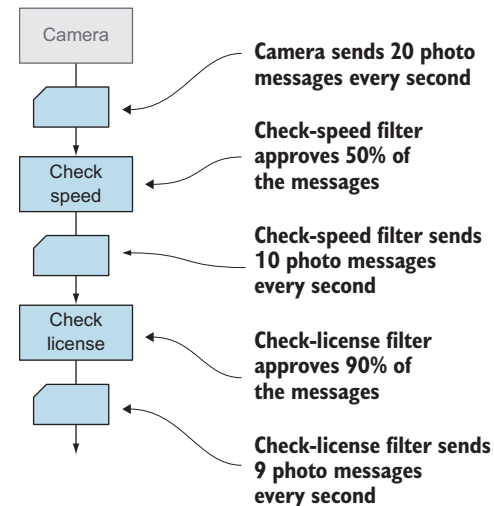 Camera
Camera sends 20 photo
messages every second
Check-speed filter
approves 50% of
the messages
Check
speed
Check-speed filter sends
10 photo messages
every second
Check
license
Check-license filter
approves 90% of
the messages
Check-license filter sends
9 photo messages
every second